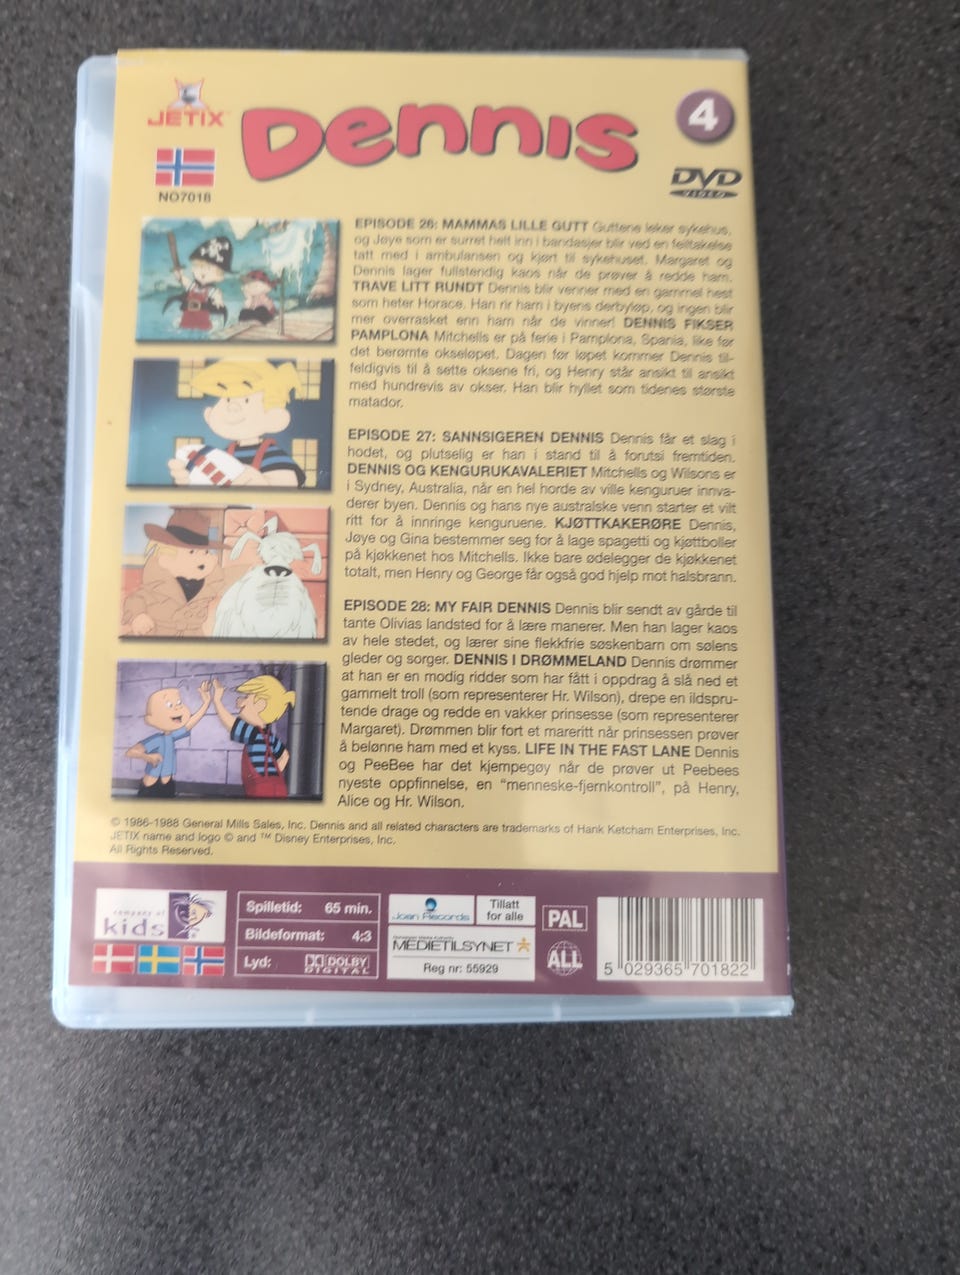 JETIX™
Dennis
4
DVD
VIDEO
NO7018
EPISODE 26: MAMMAS LILLE GUTT Guttene leker sykehus,
og Jøye som er surret helt inn i bandasjer blir ved en feiltakelse
tatt med i ambulansen og kjørt til sykehuset. Margaret og
Dennis lager fullstendig kaos når de prøver å redde ham.
TRAVE LITT RUNDT Dennis blir venner med en gammel hest
som heter Horace. Han rir ham i byens derbyløp, og ingen blir
mer overrasket enn ham når de vinner! DENNIS FIKSER
PAMPLONA Mitchells er på ferie i Pamplona, Spania, like før
det berømte okseløpet. Dagen før løpet kommer Dennis til-
feldigvis til å sette oksene fri, og Henry står ansikt til ansikt
med hundrevis av okser. Han blir hyllet som tidenes største
matador.
EPISODE 27: SANNSIGEREN DENNIS Dennis får et slag i
hodet, og plutselig er han i stand til å forutsi fremtiden.
DENNIS OG KENGURUKAVALERIET Mitchells og Wilsons er
i Sydney, Australia, når en hel horde av ville kenguruer innva-
derer byen. Dennis og hans nye australske venn starter et vilt
ritt for å innringe kenguruene. KJØTTKAKERØRE Dennis,
Jøye og Gina bestemmer seg for å lage spagetti og kjøttboller
på kjøkkenet hos Mitchells. Ikke bare ødelegger de kjøkkenet
totalt, men Henry og George får også god hjelp mot halsbrann.
EPISODE 28: MY FAIR DENNIS Dennis blir sendt av gårde til
tante Olivias landsted for å lære manerer. Men han lager kaos
av hele stedet, og lærer sine flekkfrie søskenbarn om sølens
gleder og sorger. DENNIS I DRØMMELAND Dennis drømmer
at han er en modig ridder som har fått i oppdrag å slå ned et
gammelt troll (som representerer Hr. Wilson), drepe en ildspru-
tende drage og redde en vakker prinsesse (som representerer
Margaret). Drømmen blir fort et mareritt når prinsessen prøver
å belønne ham med et kyss. LIFE IN THE FAST LANE Dennis
og PeeBee har det kjempegøy når de prøver ut Peebees
nyeste oppfinnelse, en "menneske-fjernkontroll", på Henry,
Alice og Hr. Wilson.
© 1986-1988 General Mills Sales, Inc. Dennis and all related characters are trademarks of Hank Ketcham Enterprises, Inc.
JETIX name and logo © and ™ Disney Enterprises, Inc.
All Rights Reserved.
company of
kids
Spilletid: 65 min.
Bildeformat: 4:3
Lyd: DOLBY
DIGITAL
Joan Records
Tillatt
for alle
Norwegian Media Authority
MEDIETILSYNET
Reg nr: 55929
PAL
ALL
5 029365 701822